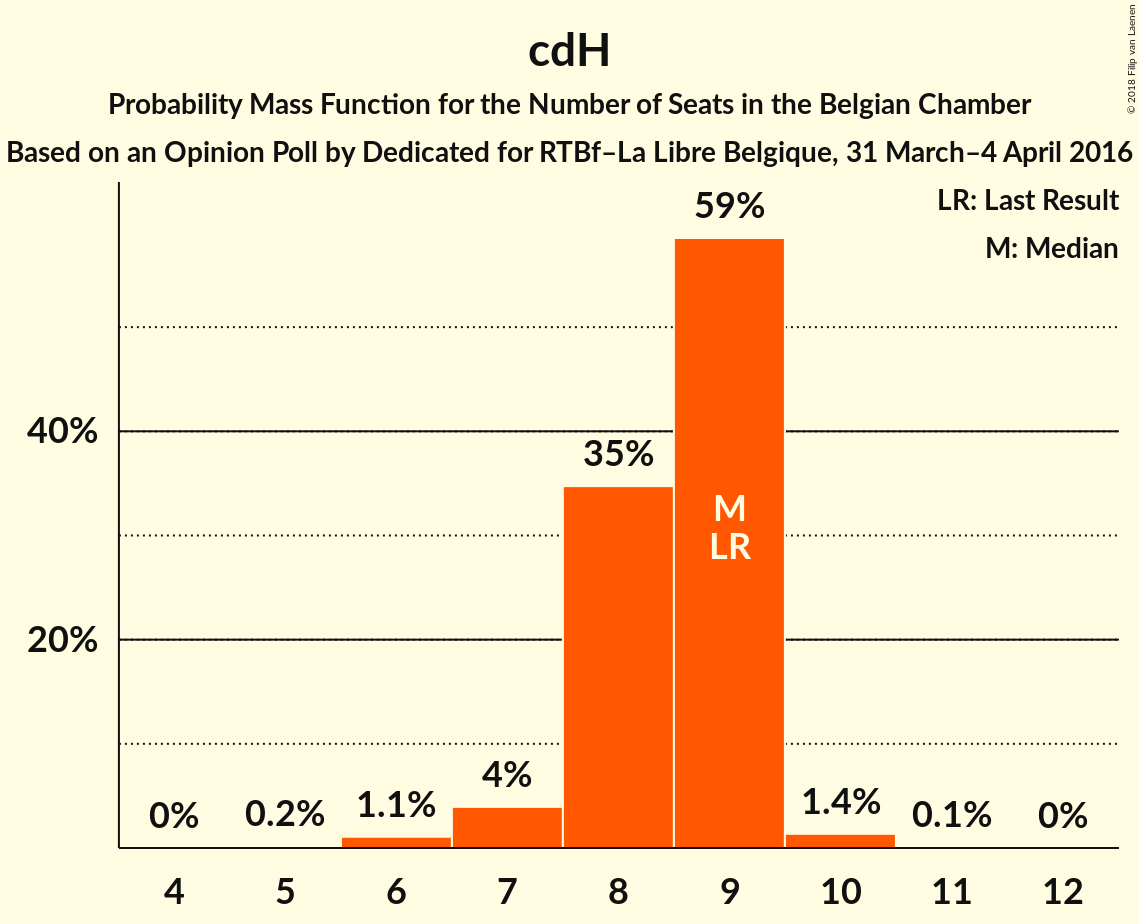 cdH
Probability Mass Function for the Number of Seats in the Belgian Chamber
Based on an Opinion Poll by Dedicated for RTBf–La Libre Belgique, 31 March–4 April 2016
© 2018 Filip van Laenen
LR: Last Result
M: Median
59%
40%
35%
M
LR
20%
4%
1.1%
1.4%
0%
0.2%
0.1%
0%
4 5 6 7 8 9 10 11 12